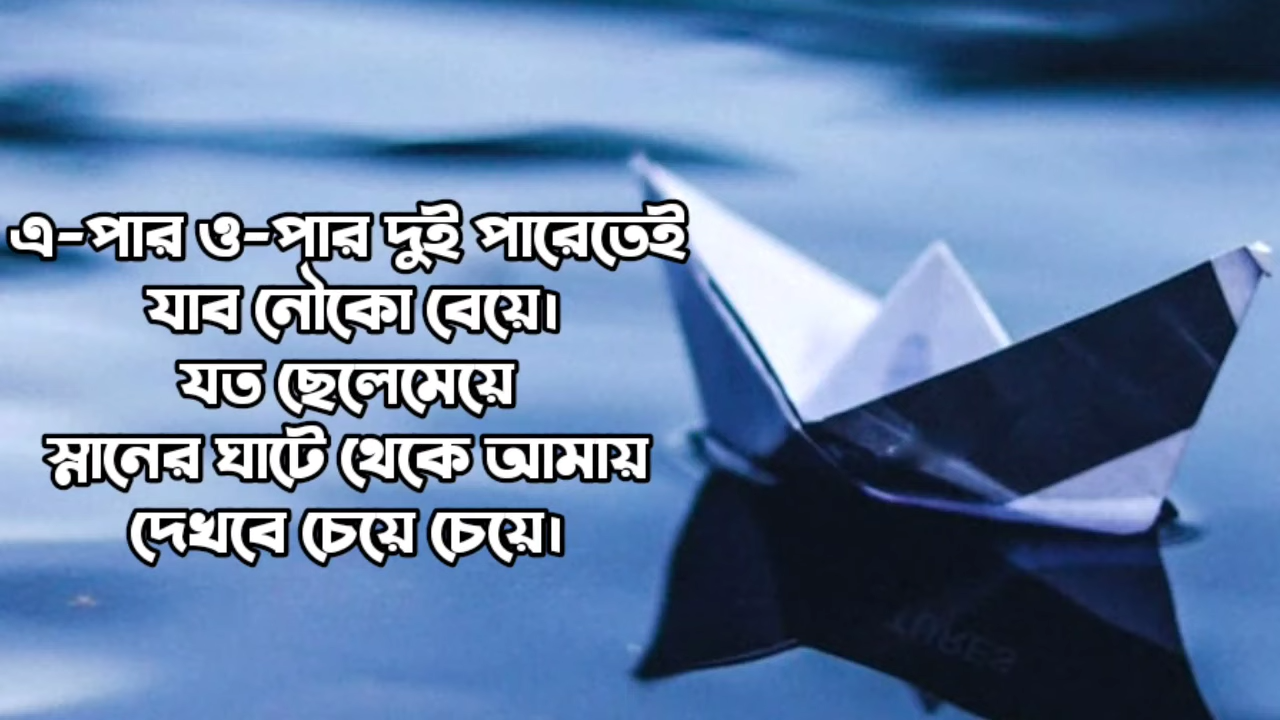 এ-পার ও-পার দুই পারেতেই
যাব নৌকো বেয়ে।
যত ছেলেমেয়ে
স্নানের ঘাটে থেকে আমায়
দেখবে চেয়ে চেয়ে।